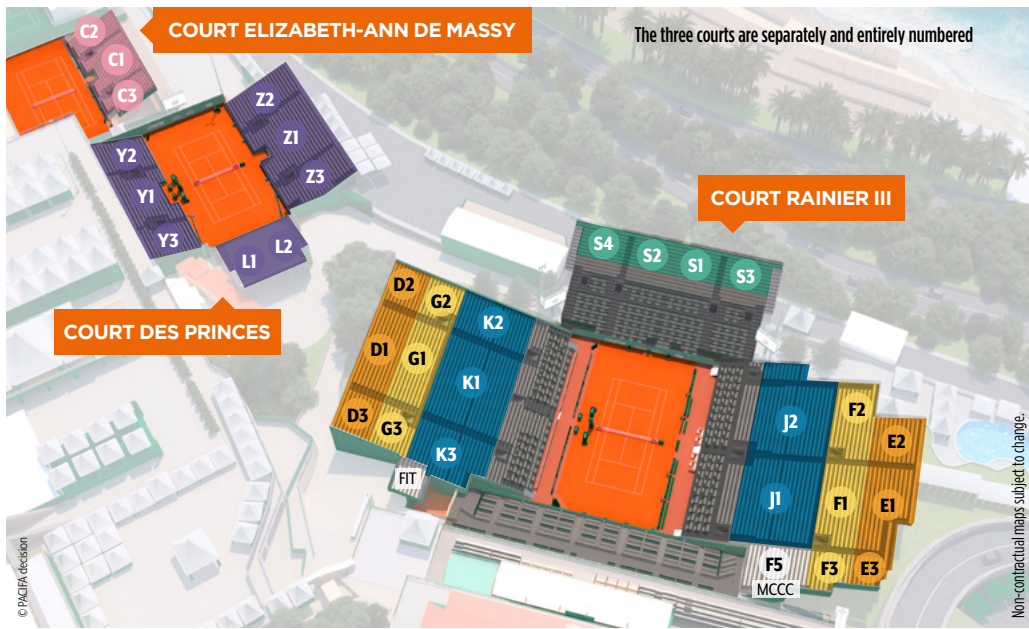 COURT ELIZABETH-ANN DE MASSY
The three courts are separately and entirely numbered
C2
C1
C3
Z2
Z1
Z3
Y2
Y1
Y3
L1
L2
COURT DES PRINCES
COURT RAINIER III
S4
S2
S1
S3
D2
G2
K2
D1
G1
K1
D3
G3
K3
FIT
J2
F2
E2
J1
F1
E1
F5
F3
E3
MCCC
© PACIFA decision
Non-contractual maps subject to change.